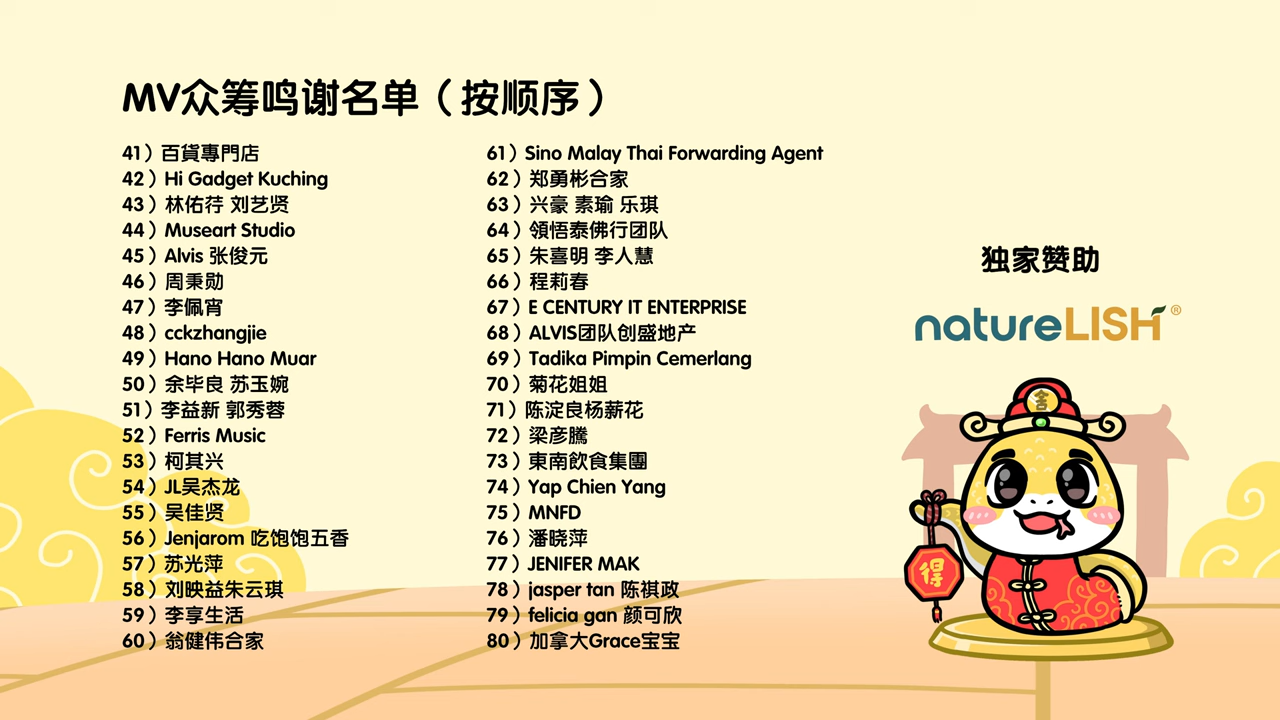 MV众筹鸣谢名单（按顺序）
41）百貨專門店
42）Hi Gadget Kuching
43）林佑荇 刘艺贤
44）Museart Studio
45）Alvis 张俊元
46）周秉勋
47）李佩宵
48）cckzhangjie
49）Hano Hano Muar
50）余毕良 苏玉婉
51）李益新 郭秀蓉
52）Ferris Music
53）柯其兴
54）JL吴杰龙
55）吴佳贤
56）Jenjarom 吃饱饱五香
57）苏光萍
58）刘映益朱云琪
59）李享生活
60）翁健伟合家
61）Sino Malay Thai Forwarding Agent
62）郑勇彬合家
63）兴豪 素瑜 乐琪
64）領悟泰佛行团队
65）朱喜明 李人慧
66）程莉春
67）E CENTURY IT ENTERPRISE
68）ALVIS团队创盛地产
69）Tadika Pimpin Cemerlang
70）菊花姐姐
71）陈淀良杨薪花
72）梁彦騰
73）東南飲食集團
74）Yap Chien Yang
75）MNFD
76）潘晓萍
77）JENIFER MAK
78）jasper tan 陈祺政
79）felicia gan 颜可欣
80）加拿大Grace宝宝
独家赞助
natureLISH®
舍
得